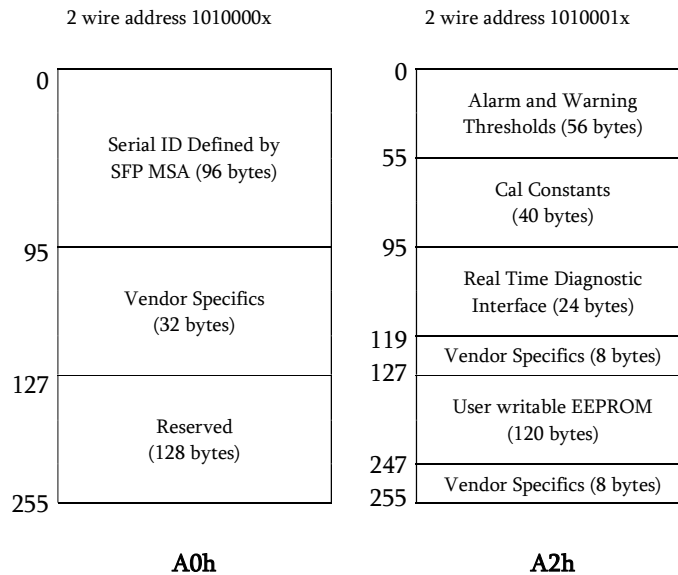 2 wire address 1010000x
0
Serial ID Defined by
SFP MSA (96 bytes)
95
Vendor Specifics
(32 bytes)
127
Reserved
(128 bytes)
255
A0h
2 wire address 1010001x
0
Alarm and Warning
Thresholds (56 bytes)
55
Cal Constants
(40 bytes)
95
Real Time Diagnostic
Interface (24 bytes)
119
Vendor Specifics (8 bytes)
127
User writable EEPROM
(120 bytes)
247
Vendor Specifics (8 bytes)
255
A2h